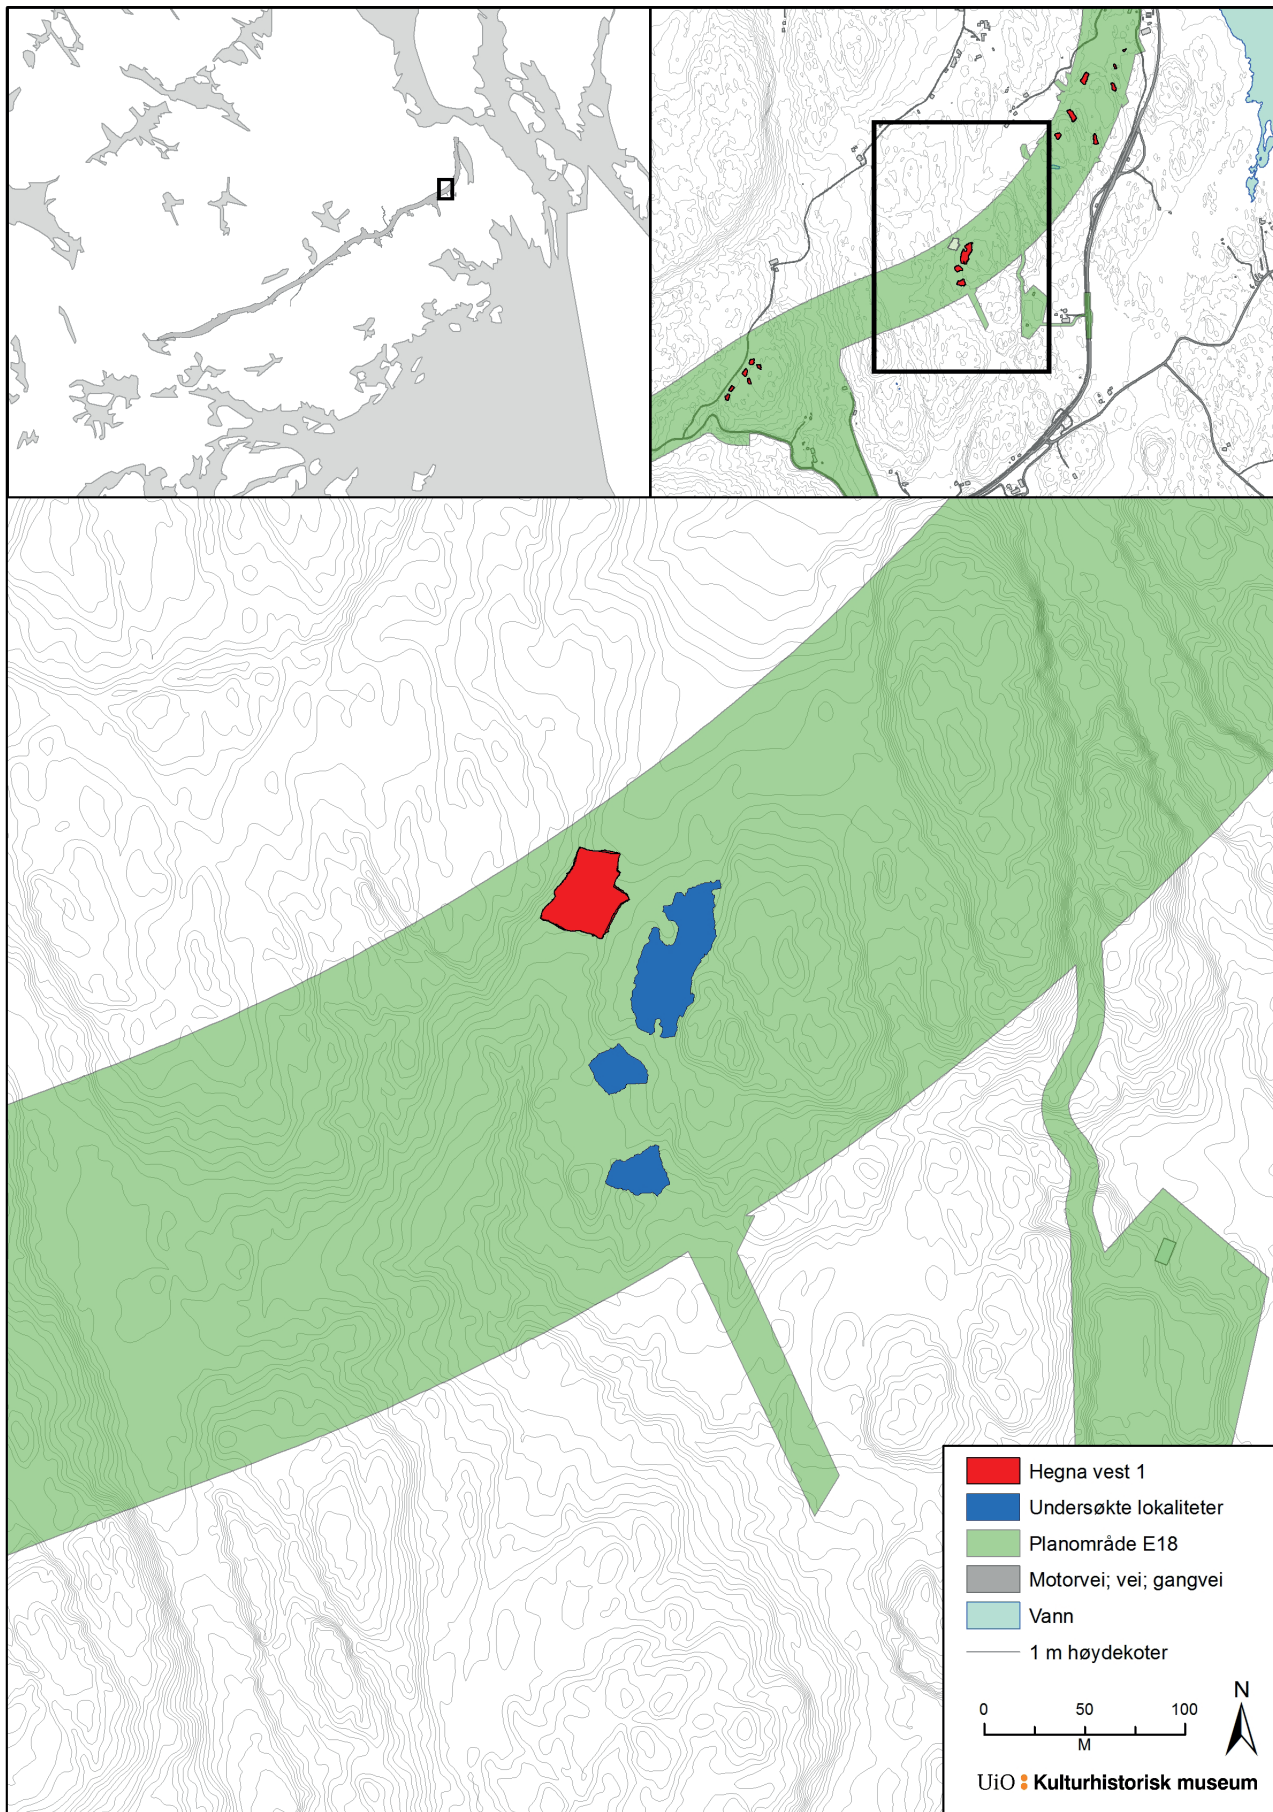 Hegna vest 1
Undersøkte lokaliteter
Planområde E18
Motorvei; vei; gangvei
Vann
1 m høydekoter
N
0 50 100
M
UiO Kulturhistorisk museum